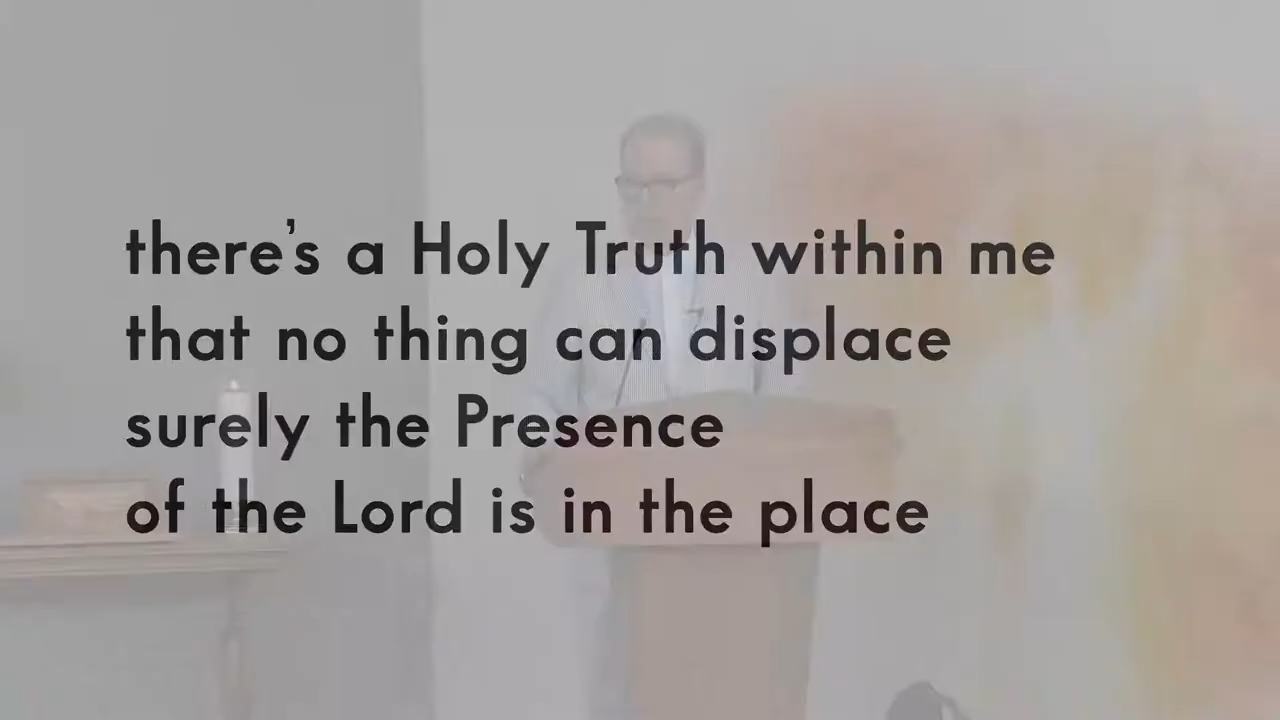 there’s a Holy Truth within me
that no thing can displace
surely the Presence
of the Lord is in the place